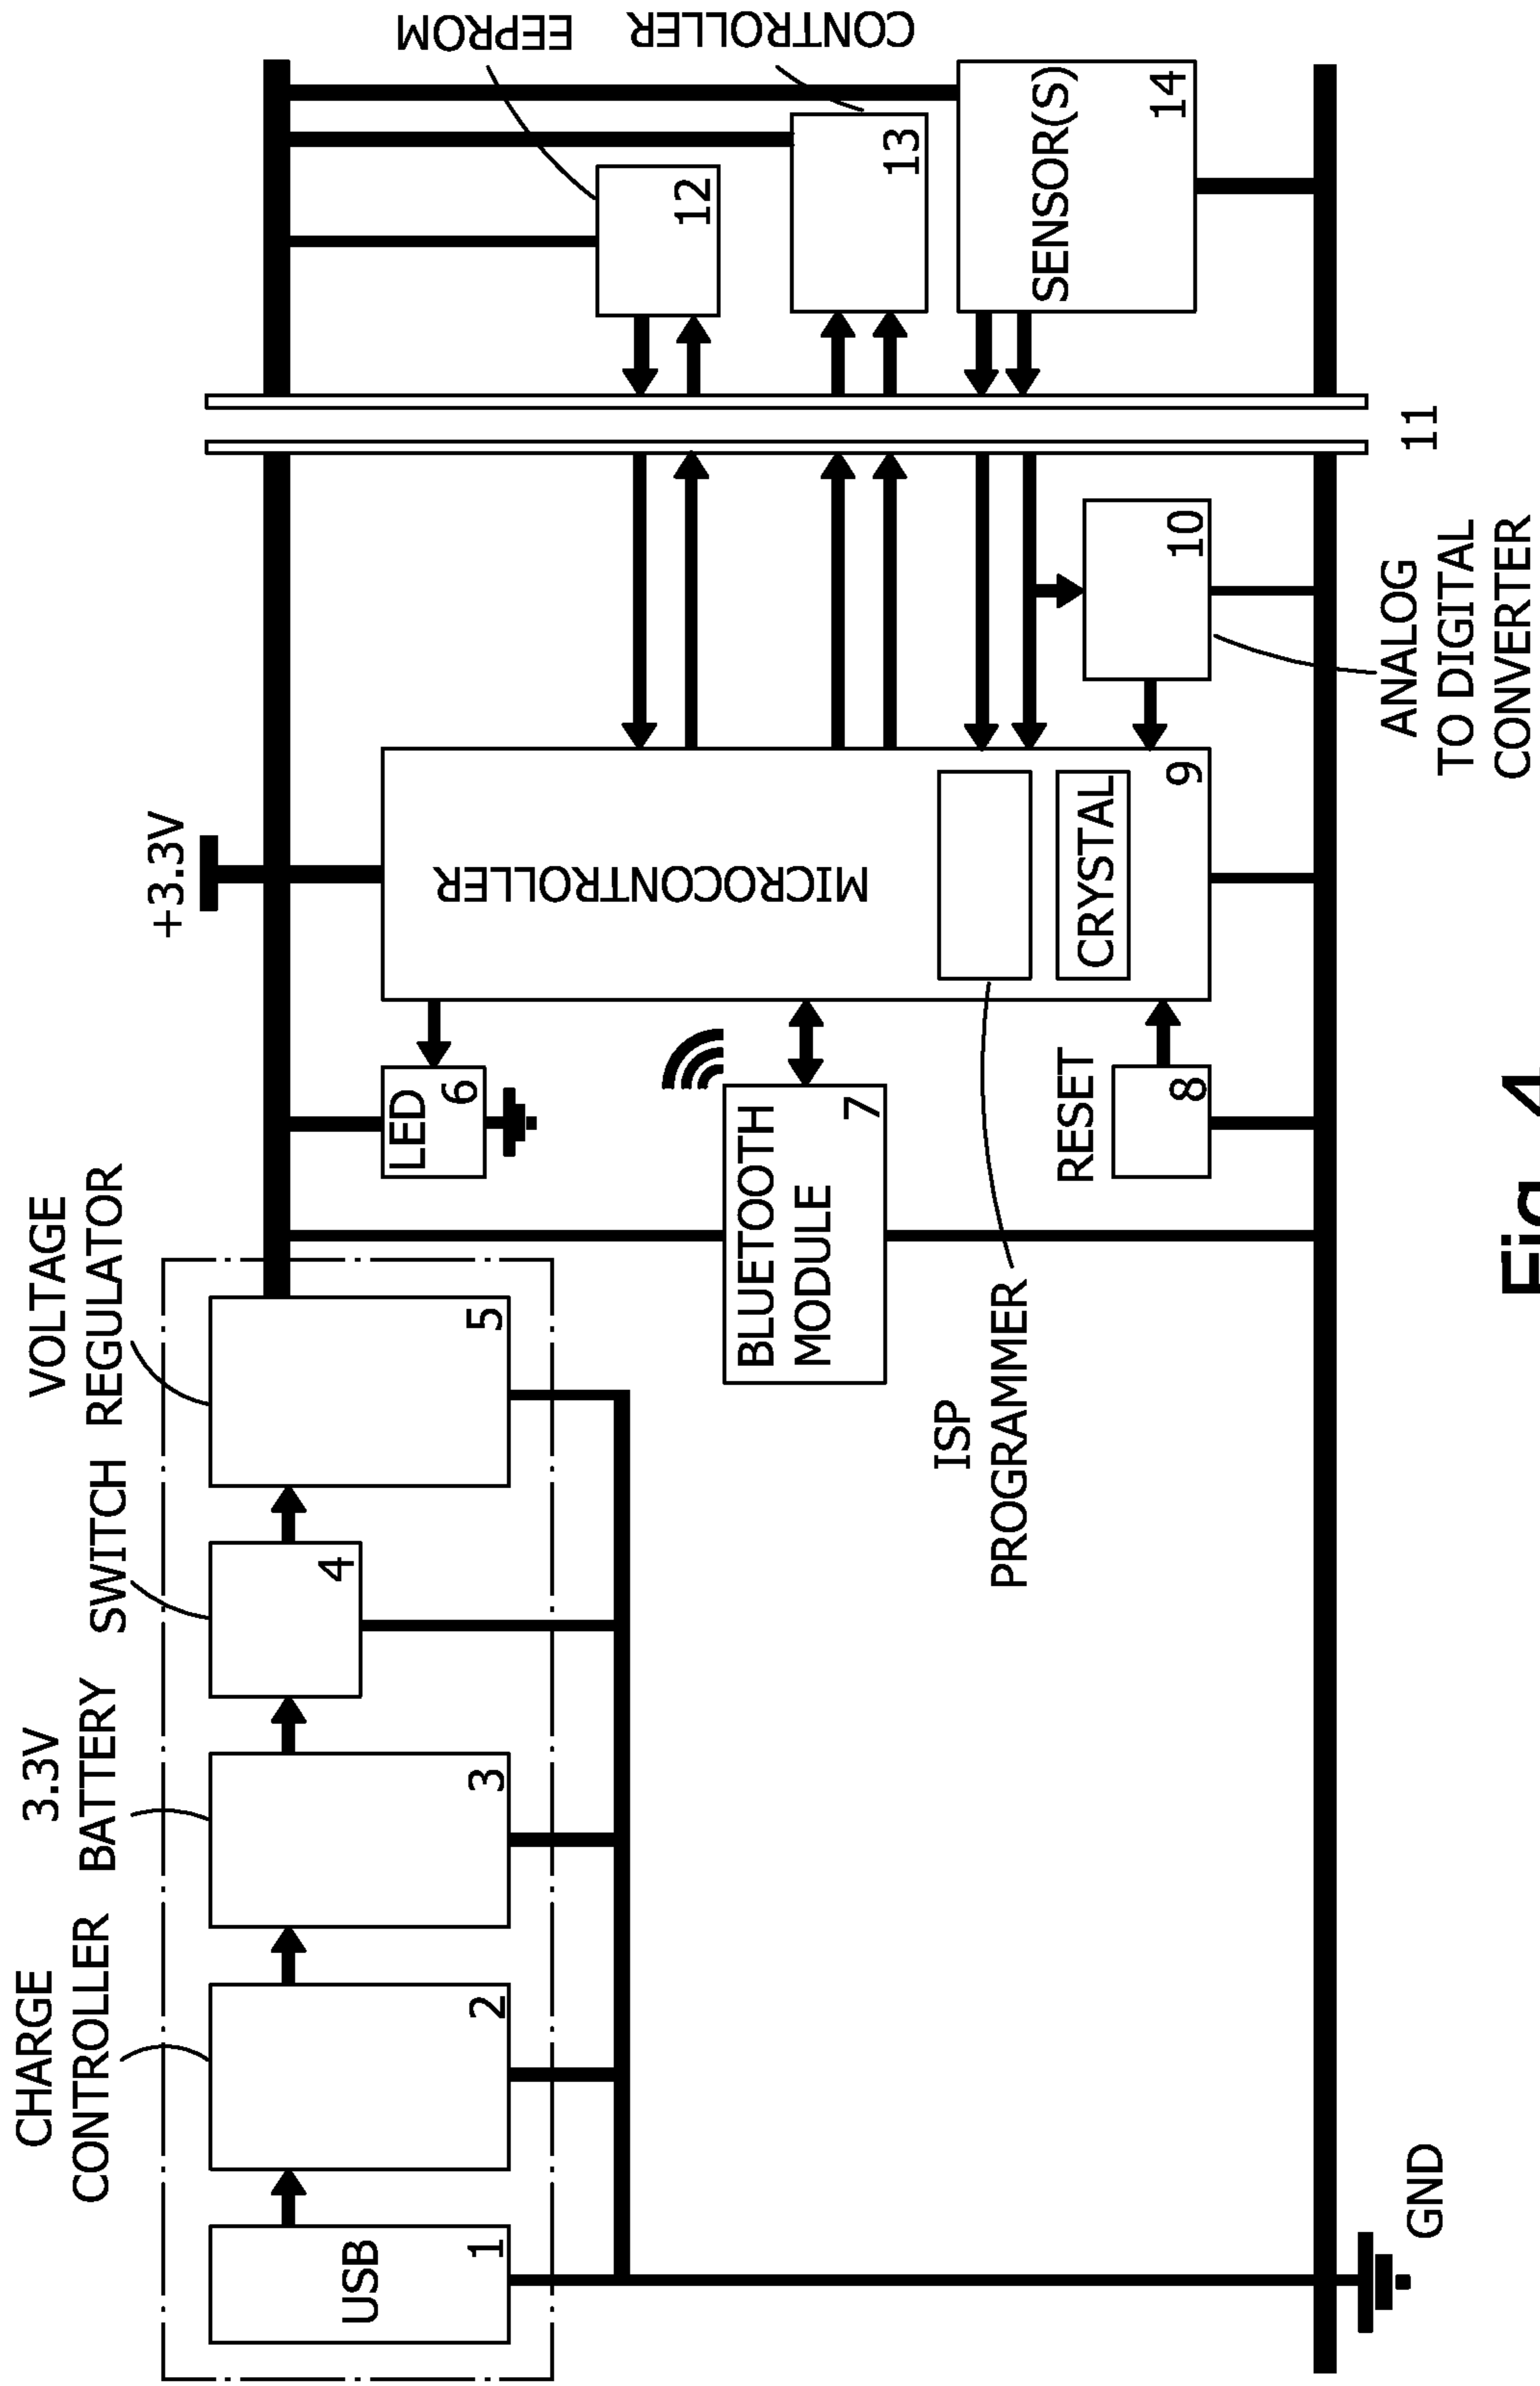 CHARGE
CONTROLLER
3.3V
BATTERY
SWITCH
VOLTAGE
REGULATOR
+3.3V
EEPROM
CONTROLLER
USB
1
2
3
4
5
LED
6
BLUETOOTH
MODULE
7
RESET
8
ISP
PROGRAMMER
MICROCONTROLLER
CRYSTAL
9
10
ANALOG
TO DIGITAL
CONVERTER
11
12
13
SENSOR(S)
14
GND
Fig. 4